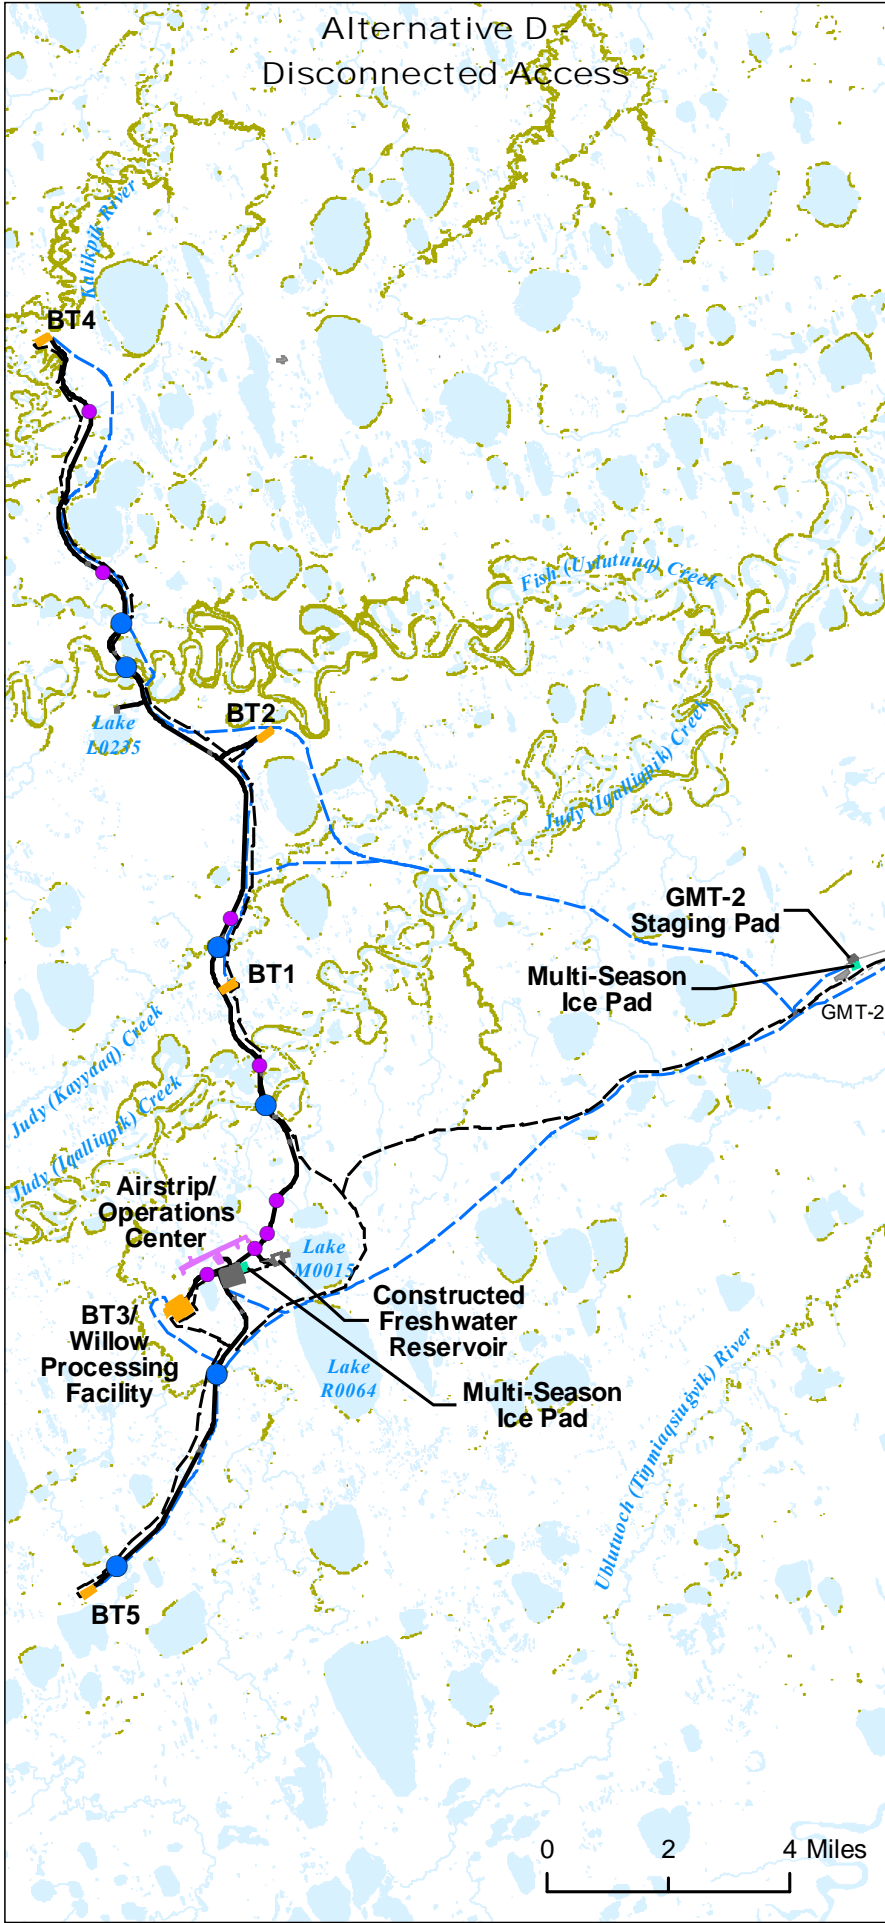 Alternative D -
Disconnected Access
Kalikpik River
BT4
Fish (Uvlutuuq) Creek
BT2
Lake
L0235
Judy (Iqalliqpik) Creek
GMT-2
Staging Pad
Multi-Season
Ice Pad
GMT-2
BT1
Judy (Kayyaaq) Creek
Judy (Iqalliqpik) Creek
Airstrip/
Operations
Center
Lake
M0015
Constructed
Freshwater
Reservoir
BT3/
Willow
Processing
Facility
Lake
R0064
Multi-Season
Ice Pad
Ublutuoch (Tiŋmiaqsiuġvik) River
BT5
0 2 4 Miles